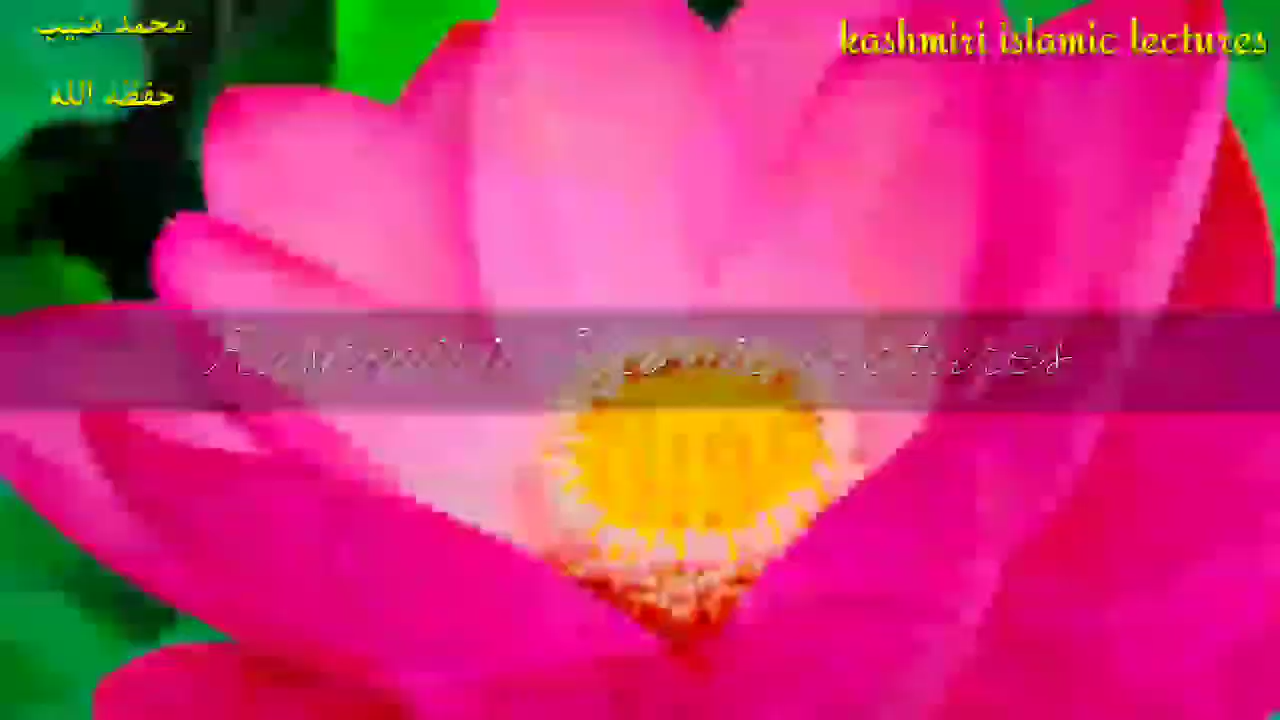 محمد منیب
حفظہ اللہ
kashmiri islamic lectures